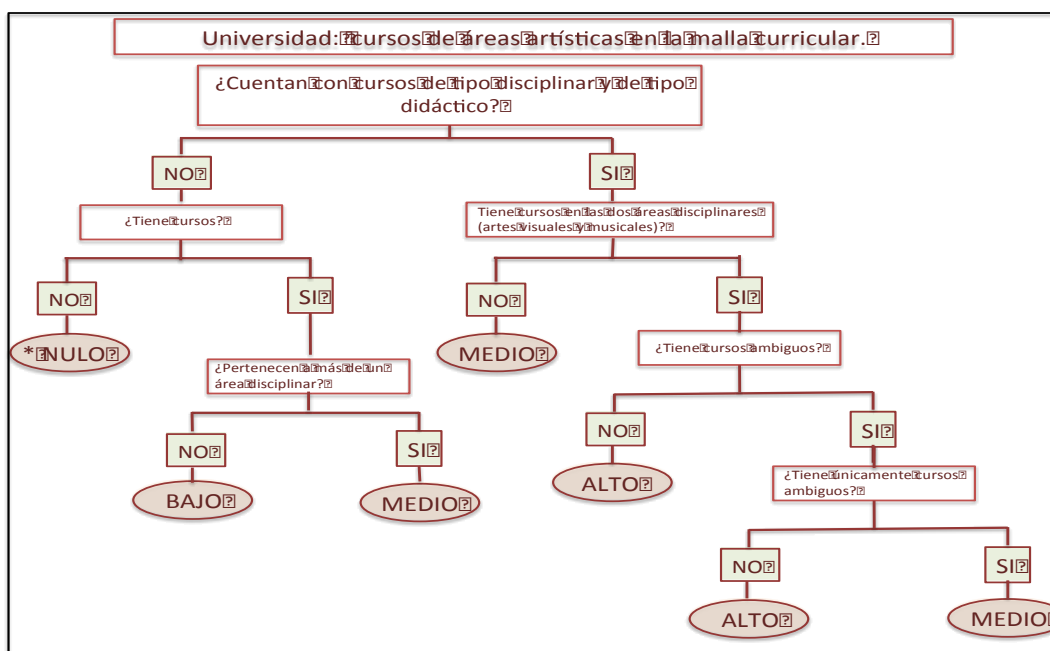 Universidad: cursos de áreas artísticas en la malla curricular.
¿Cuentan con cursos de tipo disciplinar y de tipo
didáctico?
NO
SI
¿Tiene cursos?
Tiene cursos en las dos áreas disciplinares
(artes visuales y musicales)?
NO
SI
NO
SI
* NULO
MEDIO
¿Pertenecen a más de un
área disciplinar?
¿Tiene cursos ambiguos?
NO
SI
NO
SI
BAJO
MEDIO
ALTO
¿Tiene únicamente cursos
ambiguos?
NO
SI
ALTO
MEDIO